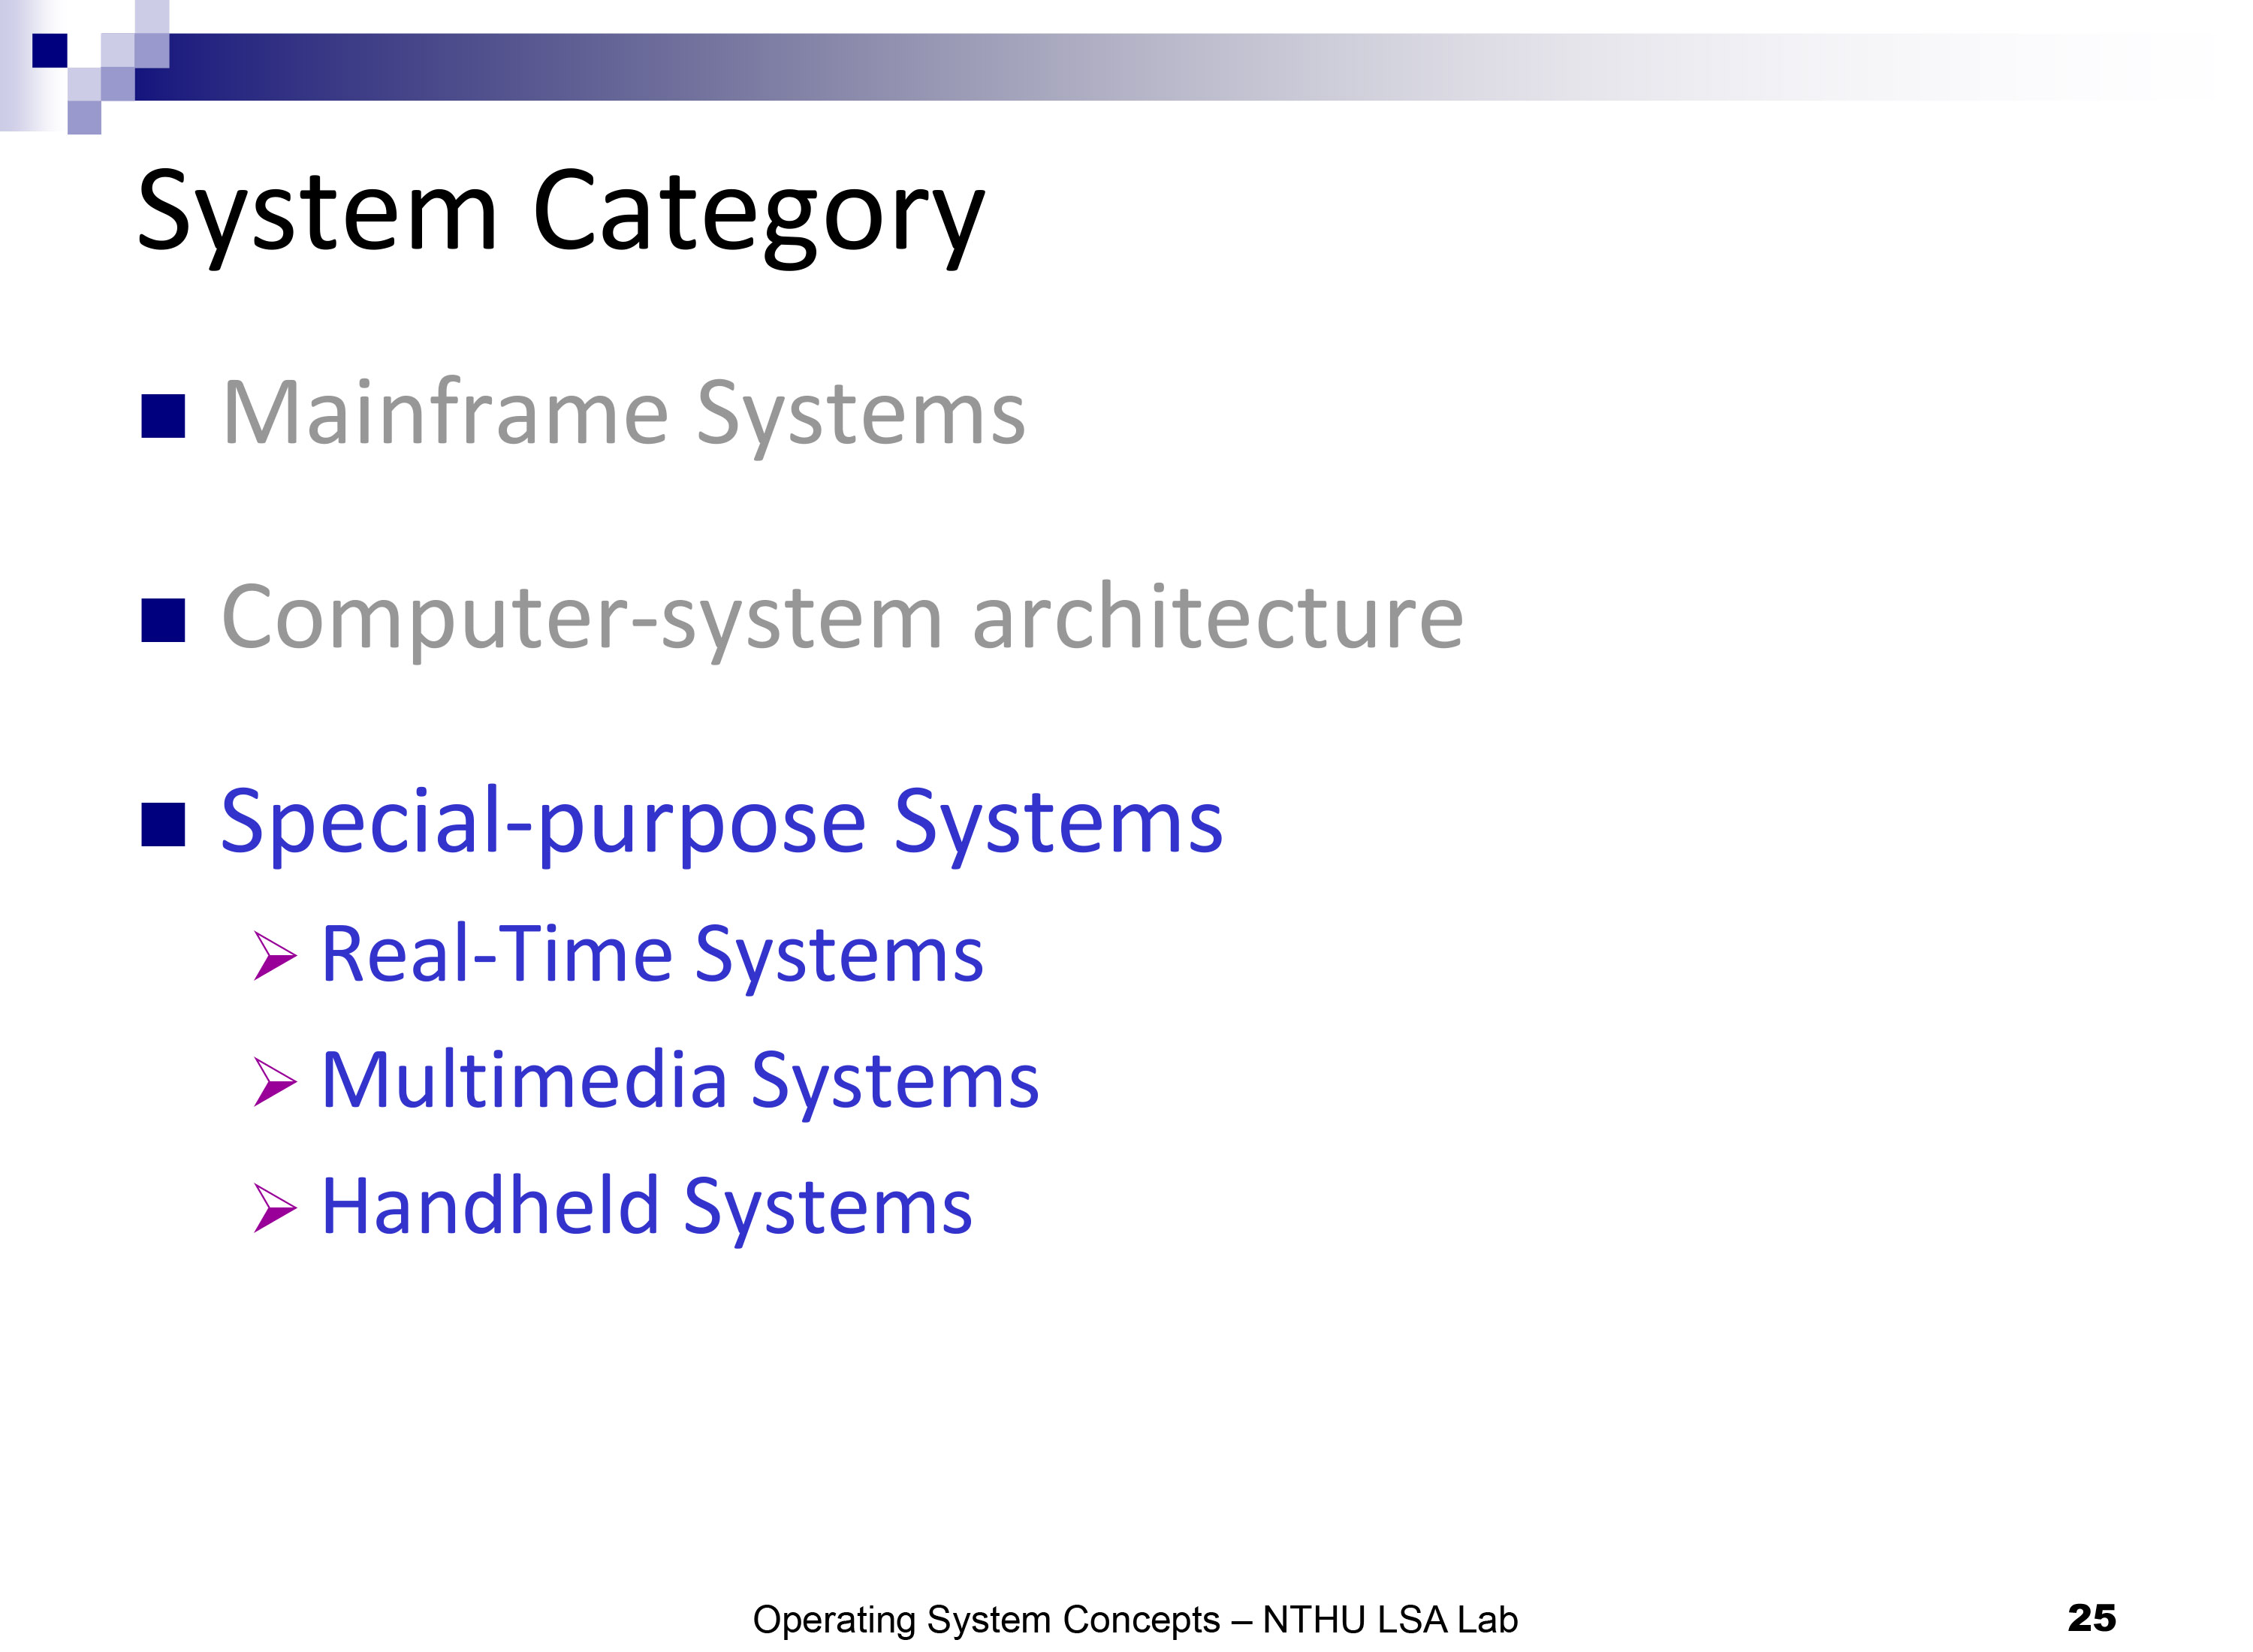 System Category
Mainframe Systems
Computer-system architecture
Special-purpose Systems
Real-Time Systems
Multimedia Systems
Handheld Systems
Operating System Concepts – NTHU LSA Lab
25